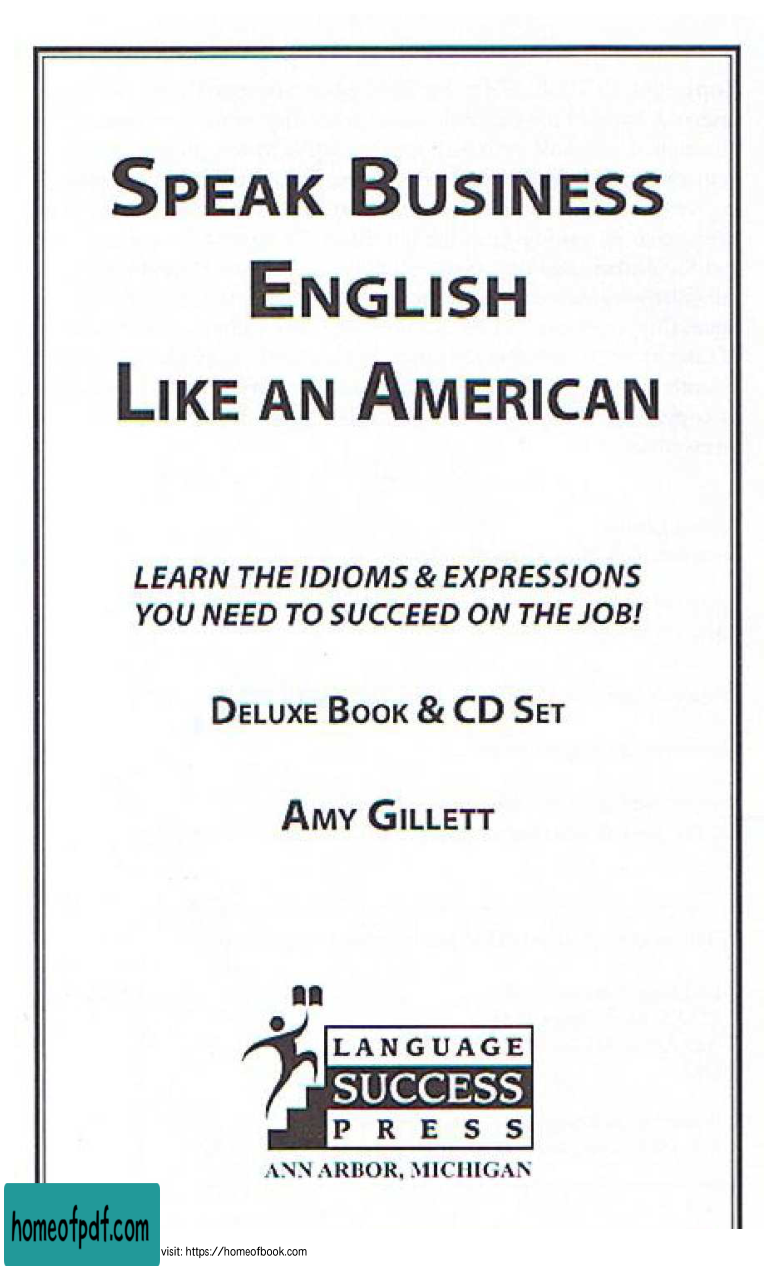 SPEAK BUSINESS
ENGLISH
LIKE AN AMERICAN
LEARN THE IDIOMS & EXPRESSIONS
YOU NEED TO SUCCEED ON THE JOB!
DELUXE BOOK & CD SET
AMY GILLETT
LANGUAGE
SUCCESS
PRESS
ANN ARBOR, MICHIGAN
homeofpdf.com
visit: https://homeofbook.com